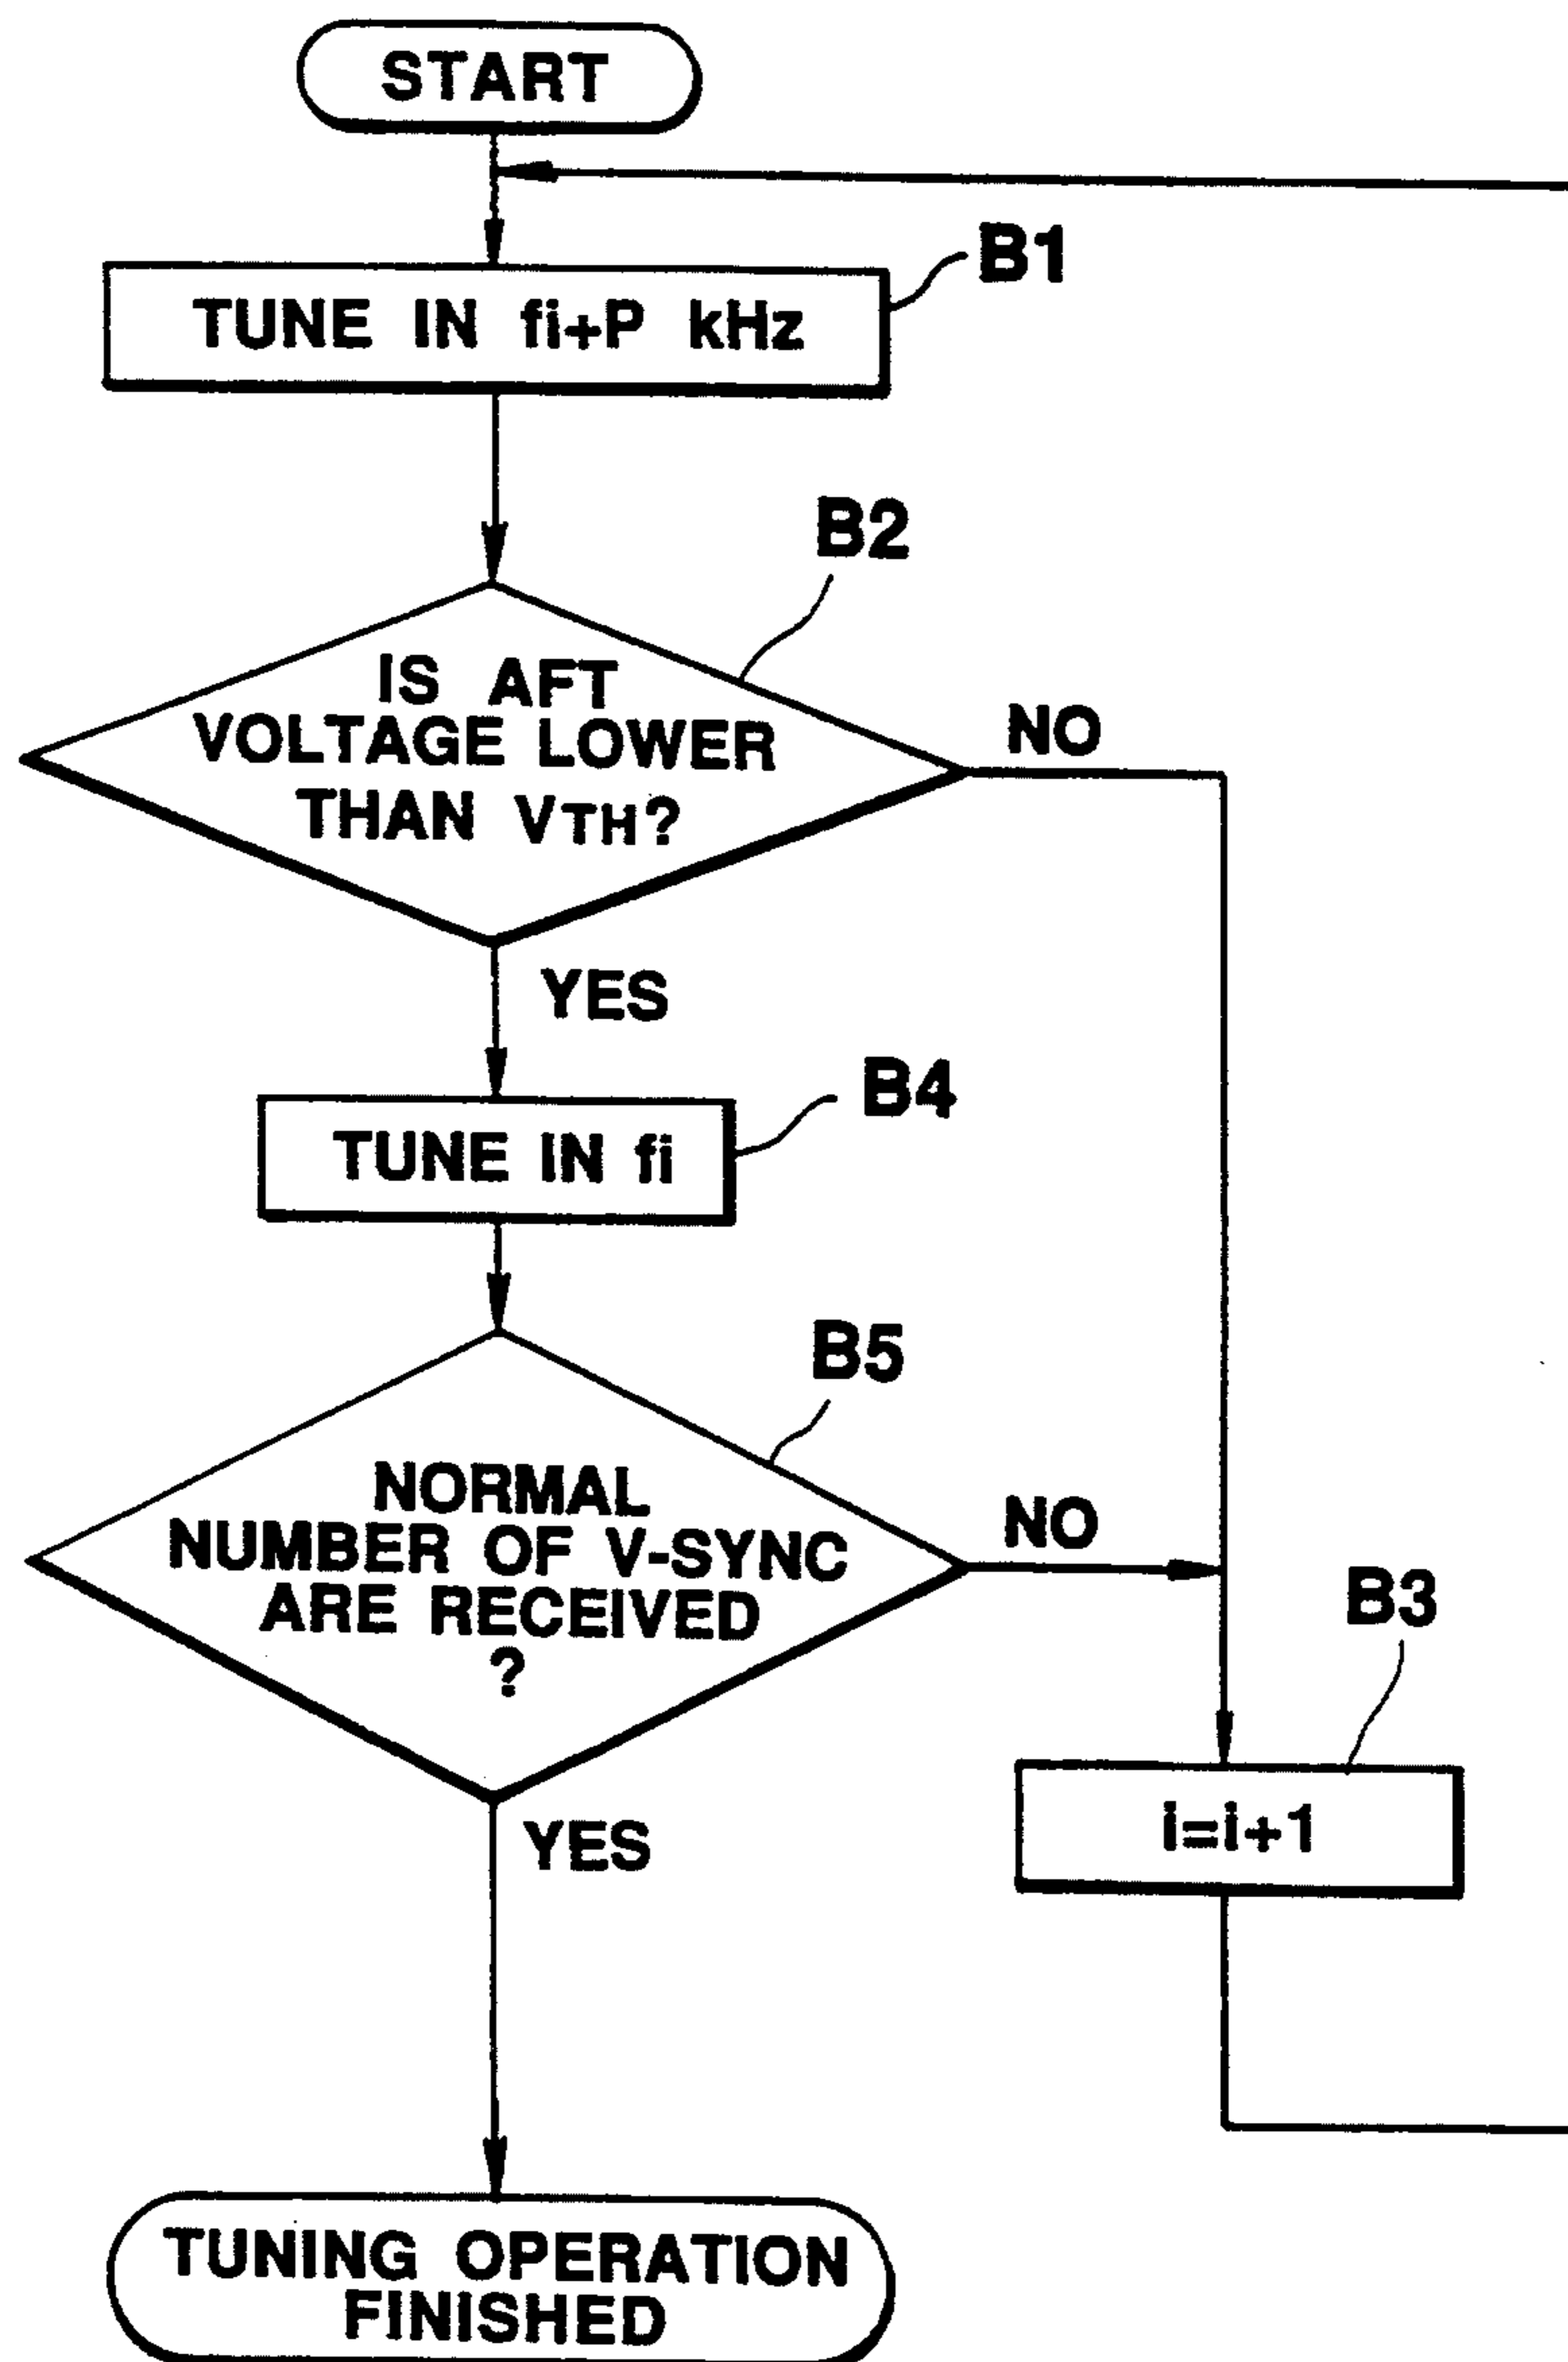 START
B1
TUNE IN fi+P kHz
B2
IS AFT
VOLTAGE LOWER
THAN VTH?
NO
YES
B4
TUNE IN fi
B5
NORMAL
NUMBER OF V-SYNC
ARE RECEIVED
?
NO
B3
i=i+1
YES
TUNING OPERATION
FINISHED